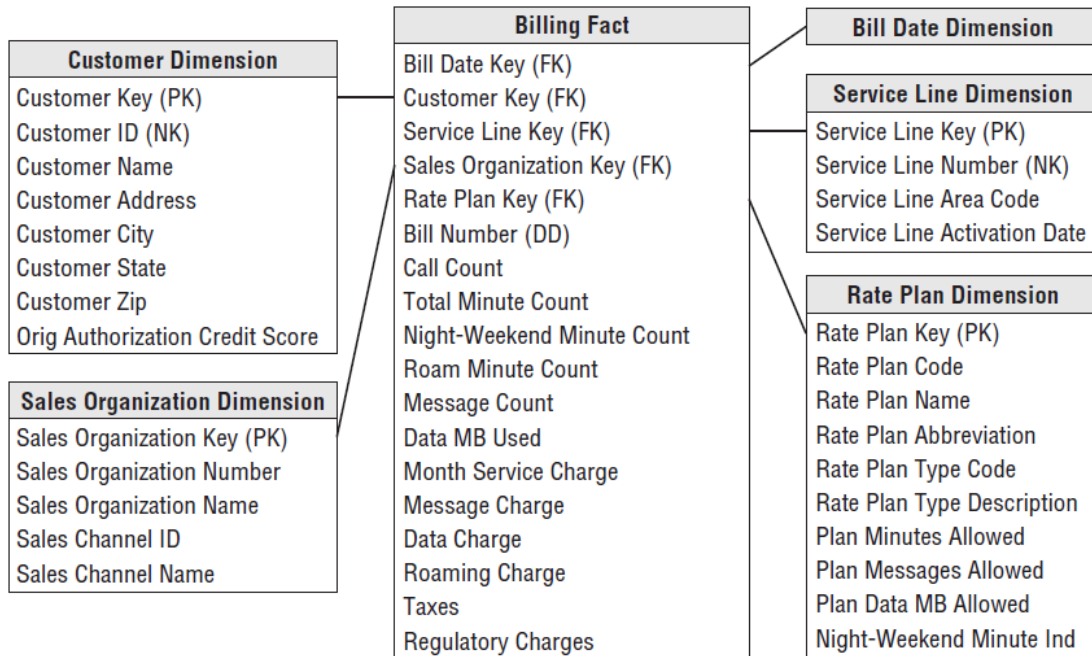 Customer Dimension
Customer Key (PK)
Customer ID (NK)
Customer Name
Customer Address
Customer City
Customer State
Customer Zip
Orig Authorization Credit Score
Sales Organization Dimension
Sales Organization Key (PK)
Sales Organization Number
Sales Organization Name
Sales Channel ID
Sales Channel Name
Billing Fact
Bill Date Key (FK)
Customer Key (FK)
Service Line Key (FK)
Sales Organization Key (FK)
Rate Plan Key (FK)
Bill Number (DD)
Call Count
Total Minute Count
Night-Weekend Minute Count
Roam Minute Count
Message Count
Data MB Used
Month Service Charge
Message Charge
Data Charge
Roaming Charge
Taxes
Regulatory Charges
Bill Date Dimension
Service Line Dimension
Service Line Key (PK)
Service Line Number (NK)
Service Line Area Code
Service Line Activation Date
Rate Plan Dimension
Rate Plan Key (PK)
Rate Plan Code
Rate Plan Name
Rate Plan Abbreviation
Rate Plan Type Code
Rate Plan Type Description
Plan Minutes Allowed
Plan Messages Allowed
Plan Data MB Allowed
Night-Weekend Minute Ind